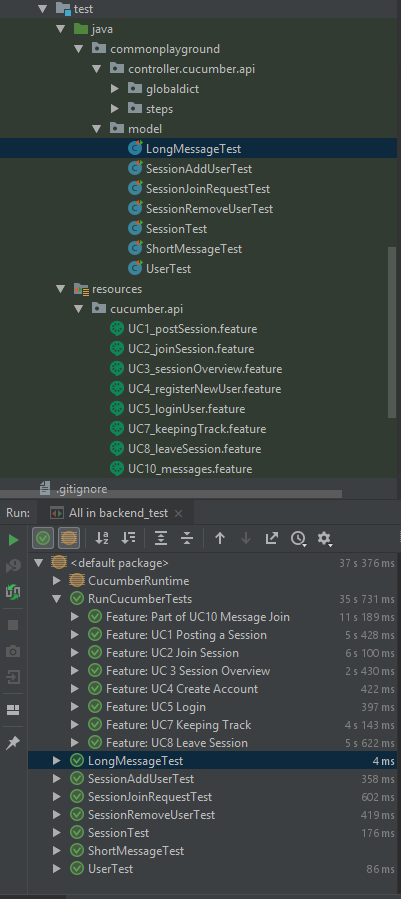 test
java
commonplayground
controller.cucumber.api
globaldict
steps
model
LongMessageTest
SessionAddUserTest
SessionJoinRequestTest
SessionRemoveUserTest
SessionTest
ShortMessageTest
UserTest
resources
cucumber.api
UC1_postSession.feature
UC2_joinSession.feature
UC3_sessionOverview.feature
UC4_registerNewUser.feature
UC5_loginUser.feature
UC7_keepingTrack.feature
UC8_leaveSession.feature
UC10_messages.feature
.gitignore
Run: All in backend_test
<default package> 37 s 376 ms
CucumberRuntime
RunCucumberTests 35 s 731 ms
Feature: Part of UC10 Message Join 11 s 189 ms
Feature: UC1 Posting a Session 5 s 428 ms
Feature: UC2 Join Session 6 s 100 ms
Feature: UC 3 Session Overview 2 s 430 ms
Feature: UC4 Create Account 422 ms
Feature: UC5 Login 397 ms
Feature: UC7 Keeping Track 4 s 143 ms
Feature: UC8 Leave Session 5 s 622 ms
LongMessageTest 4 ms
SessionAddUserTest 358 ms
SessionJoinRequestTest 602 ms
SessionRemoveUserTest 419 ms
SessionTest 176 ms
ShortMessageTest
UserTest 86 ms